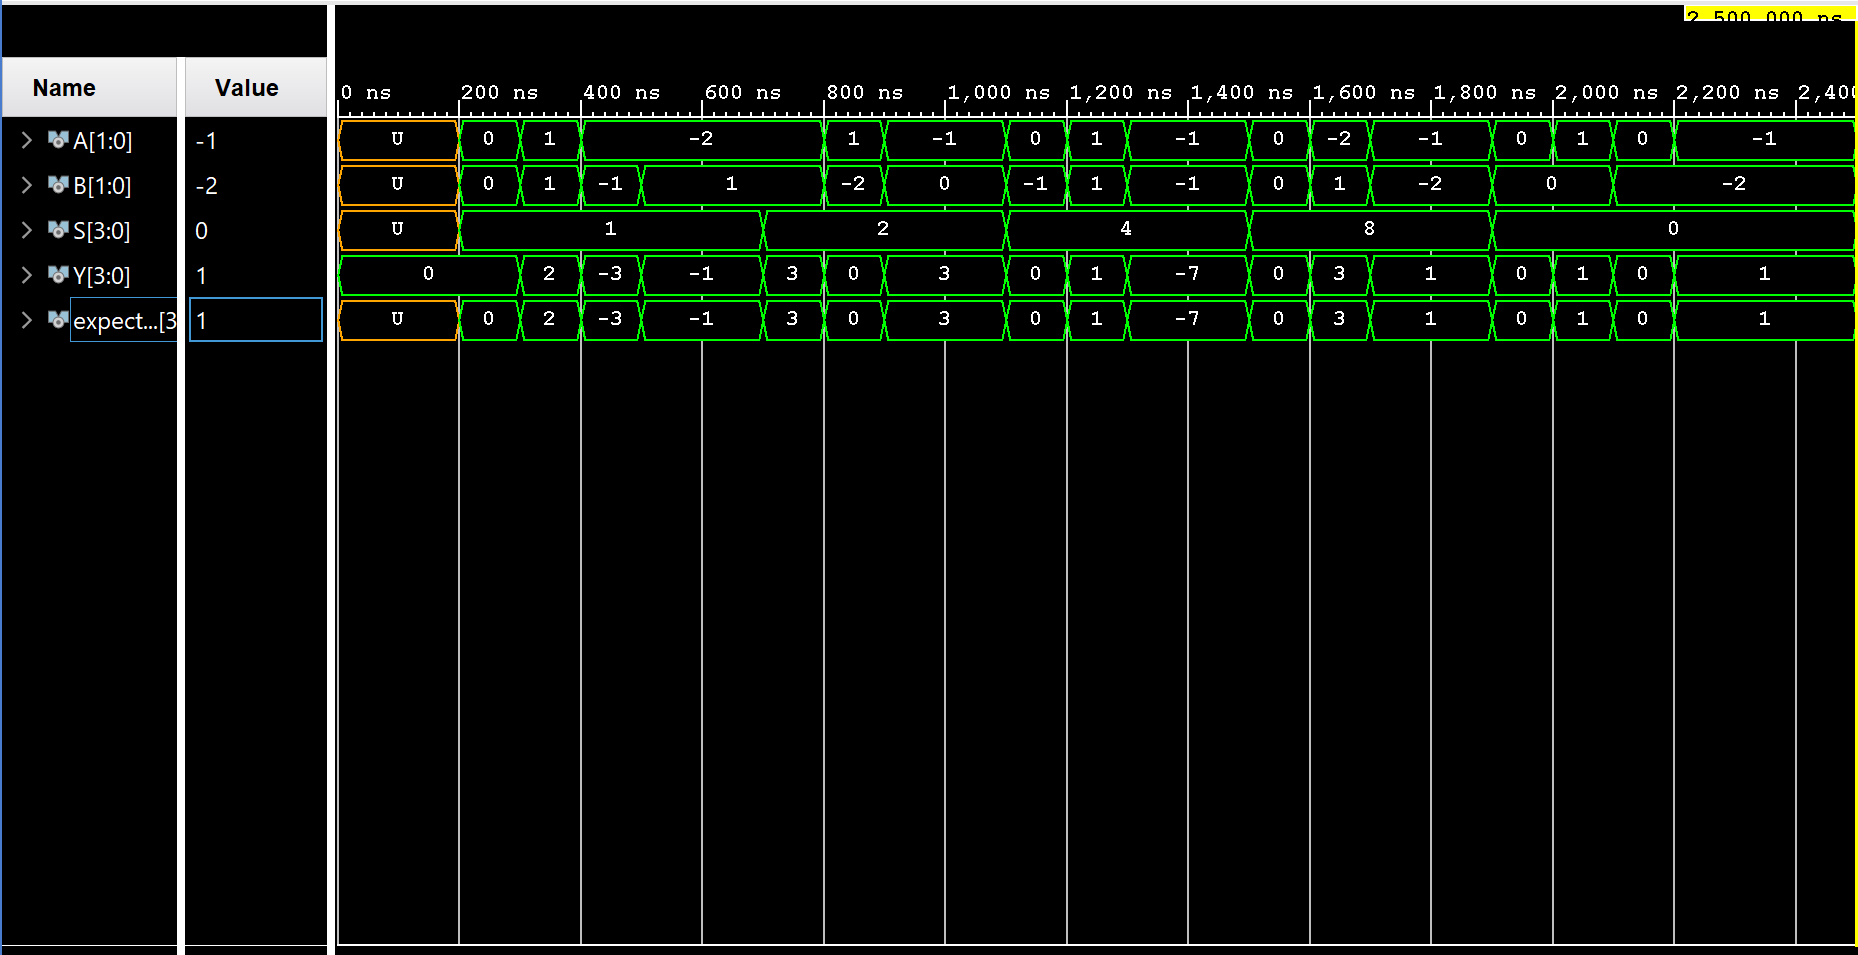 2,500.000 ns
Name Value
0 ns 200 ns 400 ns 600 ns 800 ns 1,000 ns 1,200 ns 1,400 ns 1,600 ns 1,800 ns 2,000 ns 2,200 ns 2,400
A[1:0] -1 U 0 1 -2 1 -1 0 1 -1 0 -2 -1 0 1 0 -1
B[1:0] -2 U 0 1 -1 1 -2 0 -1 1 -1 0 1 -2 0 -2
S[3:0] 0 U 1 2 4 8 0
Y[3:0] 1 0 2 -3 -1 3 0 3 0 1 -7 0 3 1 0 1 0 1
expect...[3 1 U 0 2 -3 -1 3 0 3 0 1 -7 0 3 1 0 1 0 1